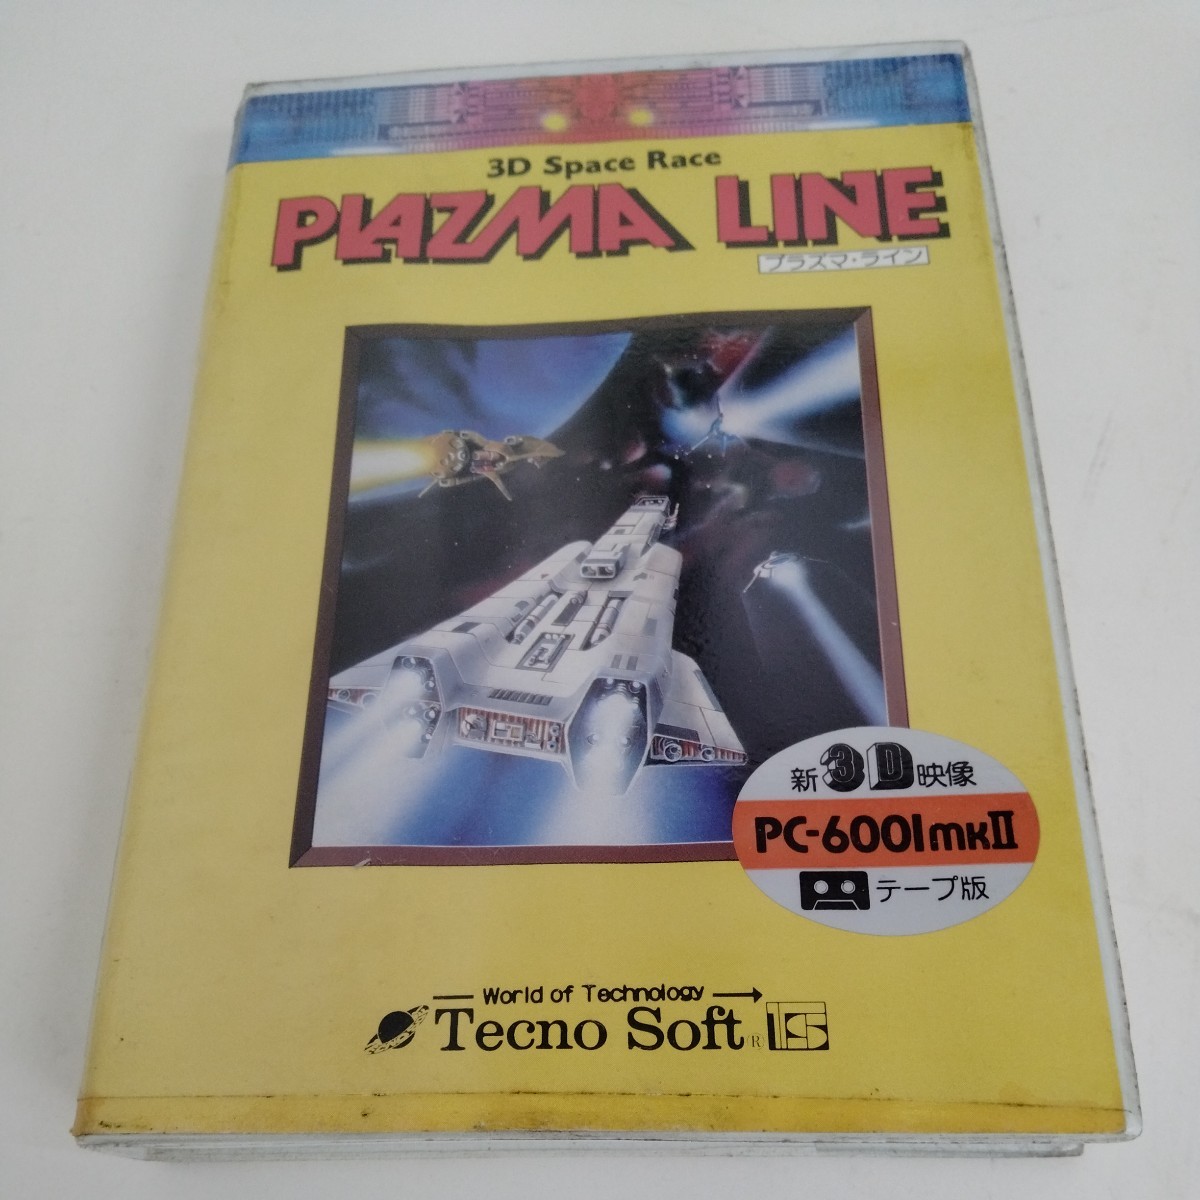 3D Space Race
PLAZMA LINE
プラズマ・ライン
新3D映像
PC-6001mkII
テープ版
World of Technology
Tecno Soft ® TS